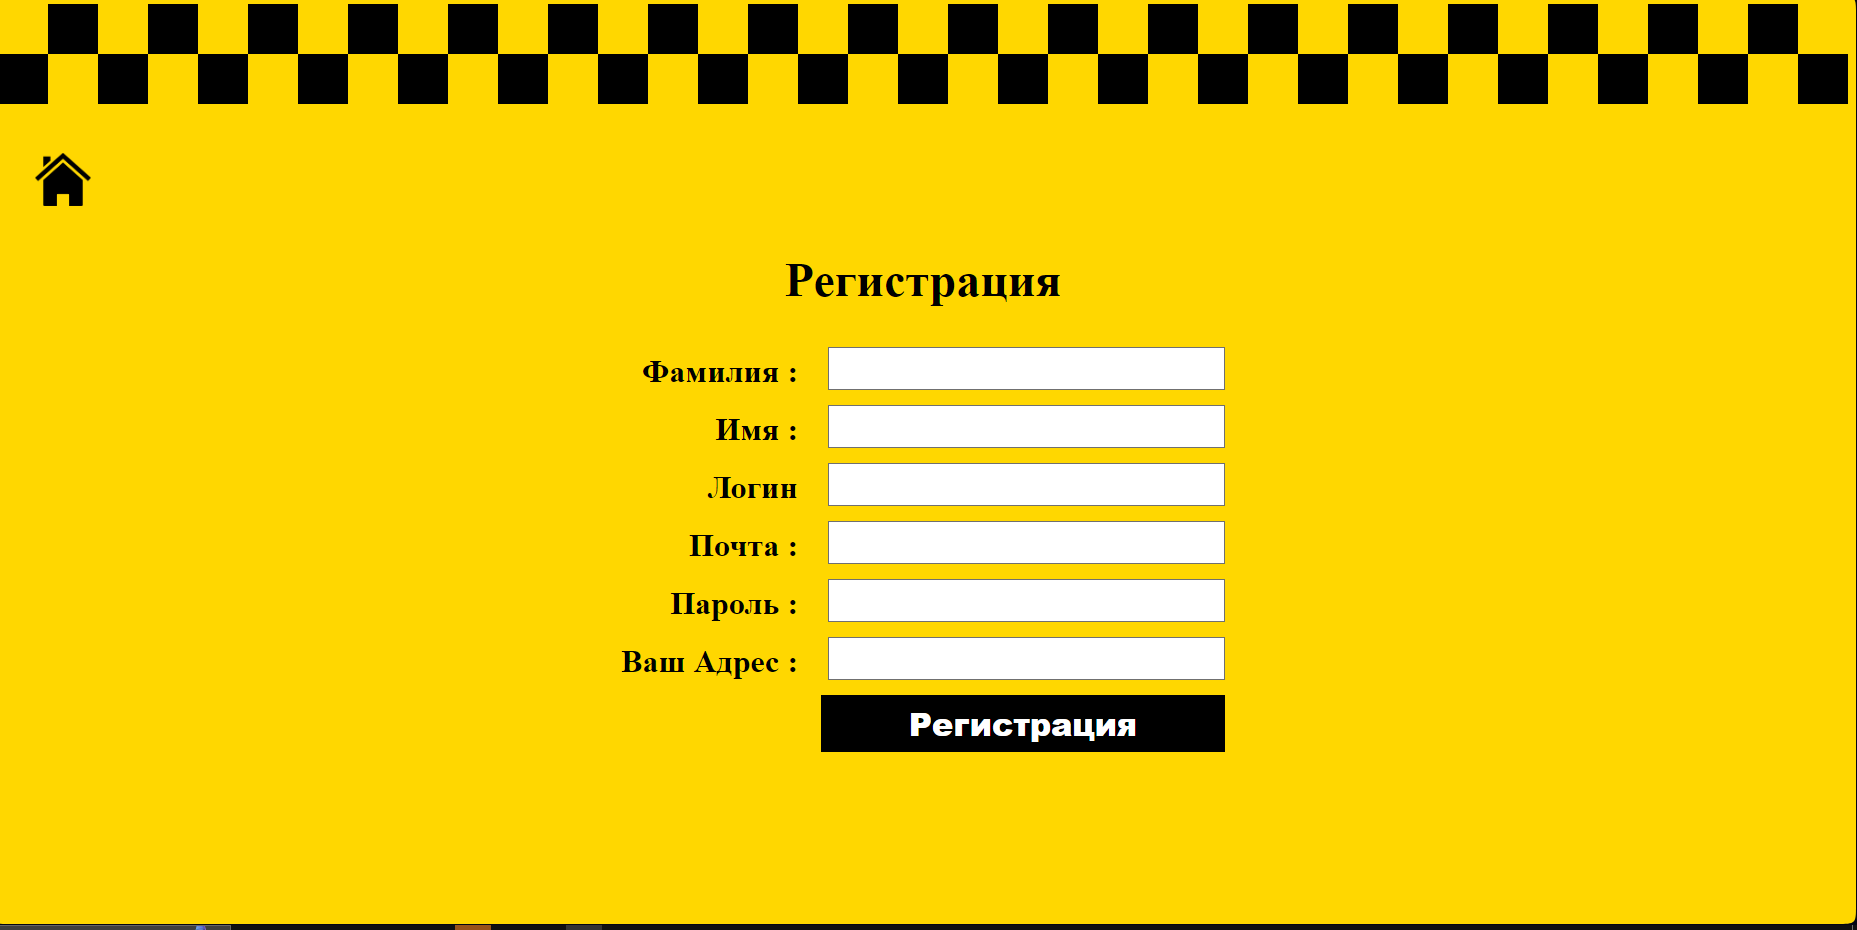 Регистрация
Фамилия :
Имя :
Логин
Почта :
Пароль :
Ваш Адрес :
Регистрация